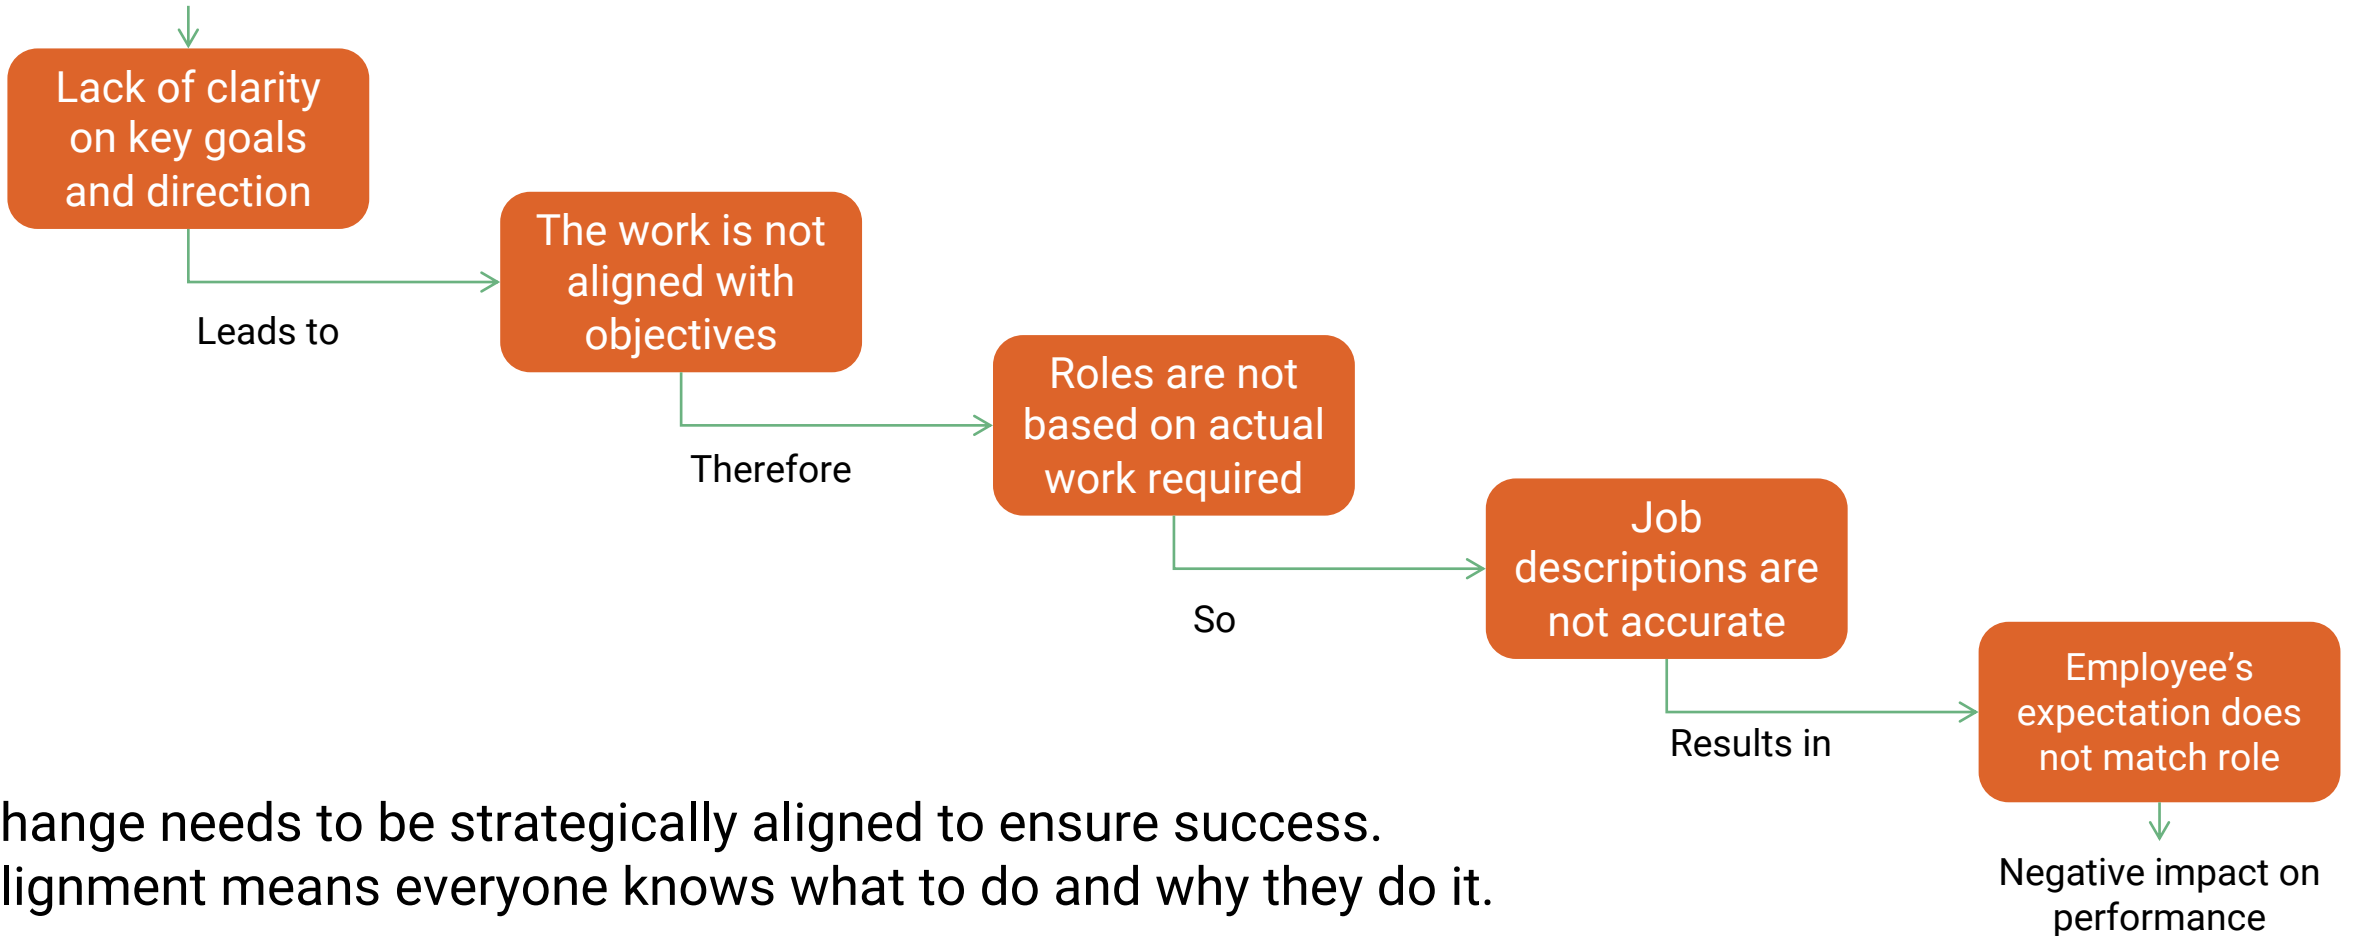 Lack of clarity
on key goals
and direction
Leads to
The work is not
aligned with
objectives
Therefore
Roles are not
based on actual
work required
So
Job
descriptions are
not accurate
Results in
Employee’s
expectation does
not match role
Negative impact on
performance
hange needs to be strategically aligned to ensure success.
lignment means everyone knows what to do and why they do it.